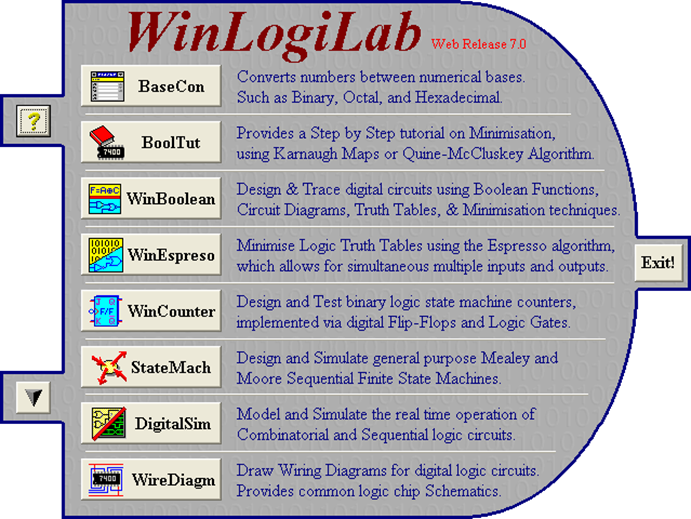 WinLogiLab Web Release 7.0
BaseCon
Converts numbers between numerical bases.
Such as Binary, Octal, and Hexadecimal.
?
7400
BoolTut
Provides a Step by Step tutorial on Minimisation,
using Karnaugh Maps or Quine-McCluskey Algorithm.
F=A⊕C
WinBoolean
Design & Trace digital circuits using Boolean Functions,
Circuit Diagrams, Truth Tables, & Minimisation techniques.
WinEspreso
Minimise Logic Truth Tables using the Espresso algorithm,
which allows for simultaneous multiple inputs and outputs.
Exit!
J Q
F/F
K Q
WinCounter
Design and Test binary logic state machine counters,
implemented via digital Flip-Flops and Logic Gates.
StateMach
Design and Simulate general purpose Mealey and
Moore Sequential Finite State Machines.
DigitalSim
Model and Simulate the real time operation of
Combinatorial and Sequential logic circuits.
7400
WireDiagm
Draw Wiring Diagrams for digital logic circuits.
Provides common logic chip Schematics.